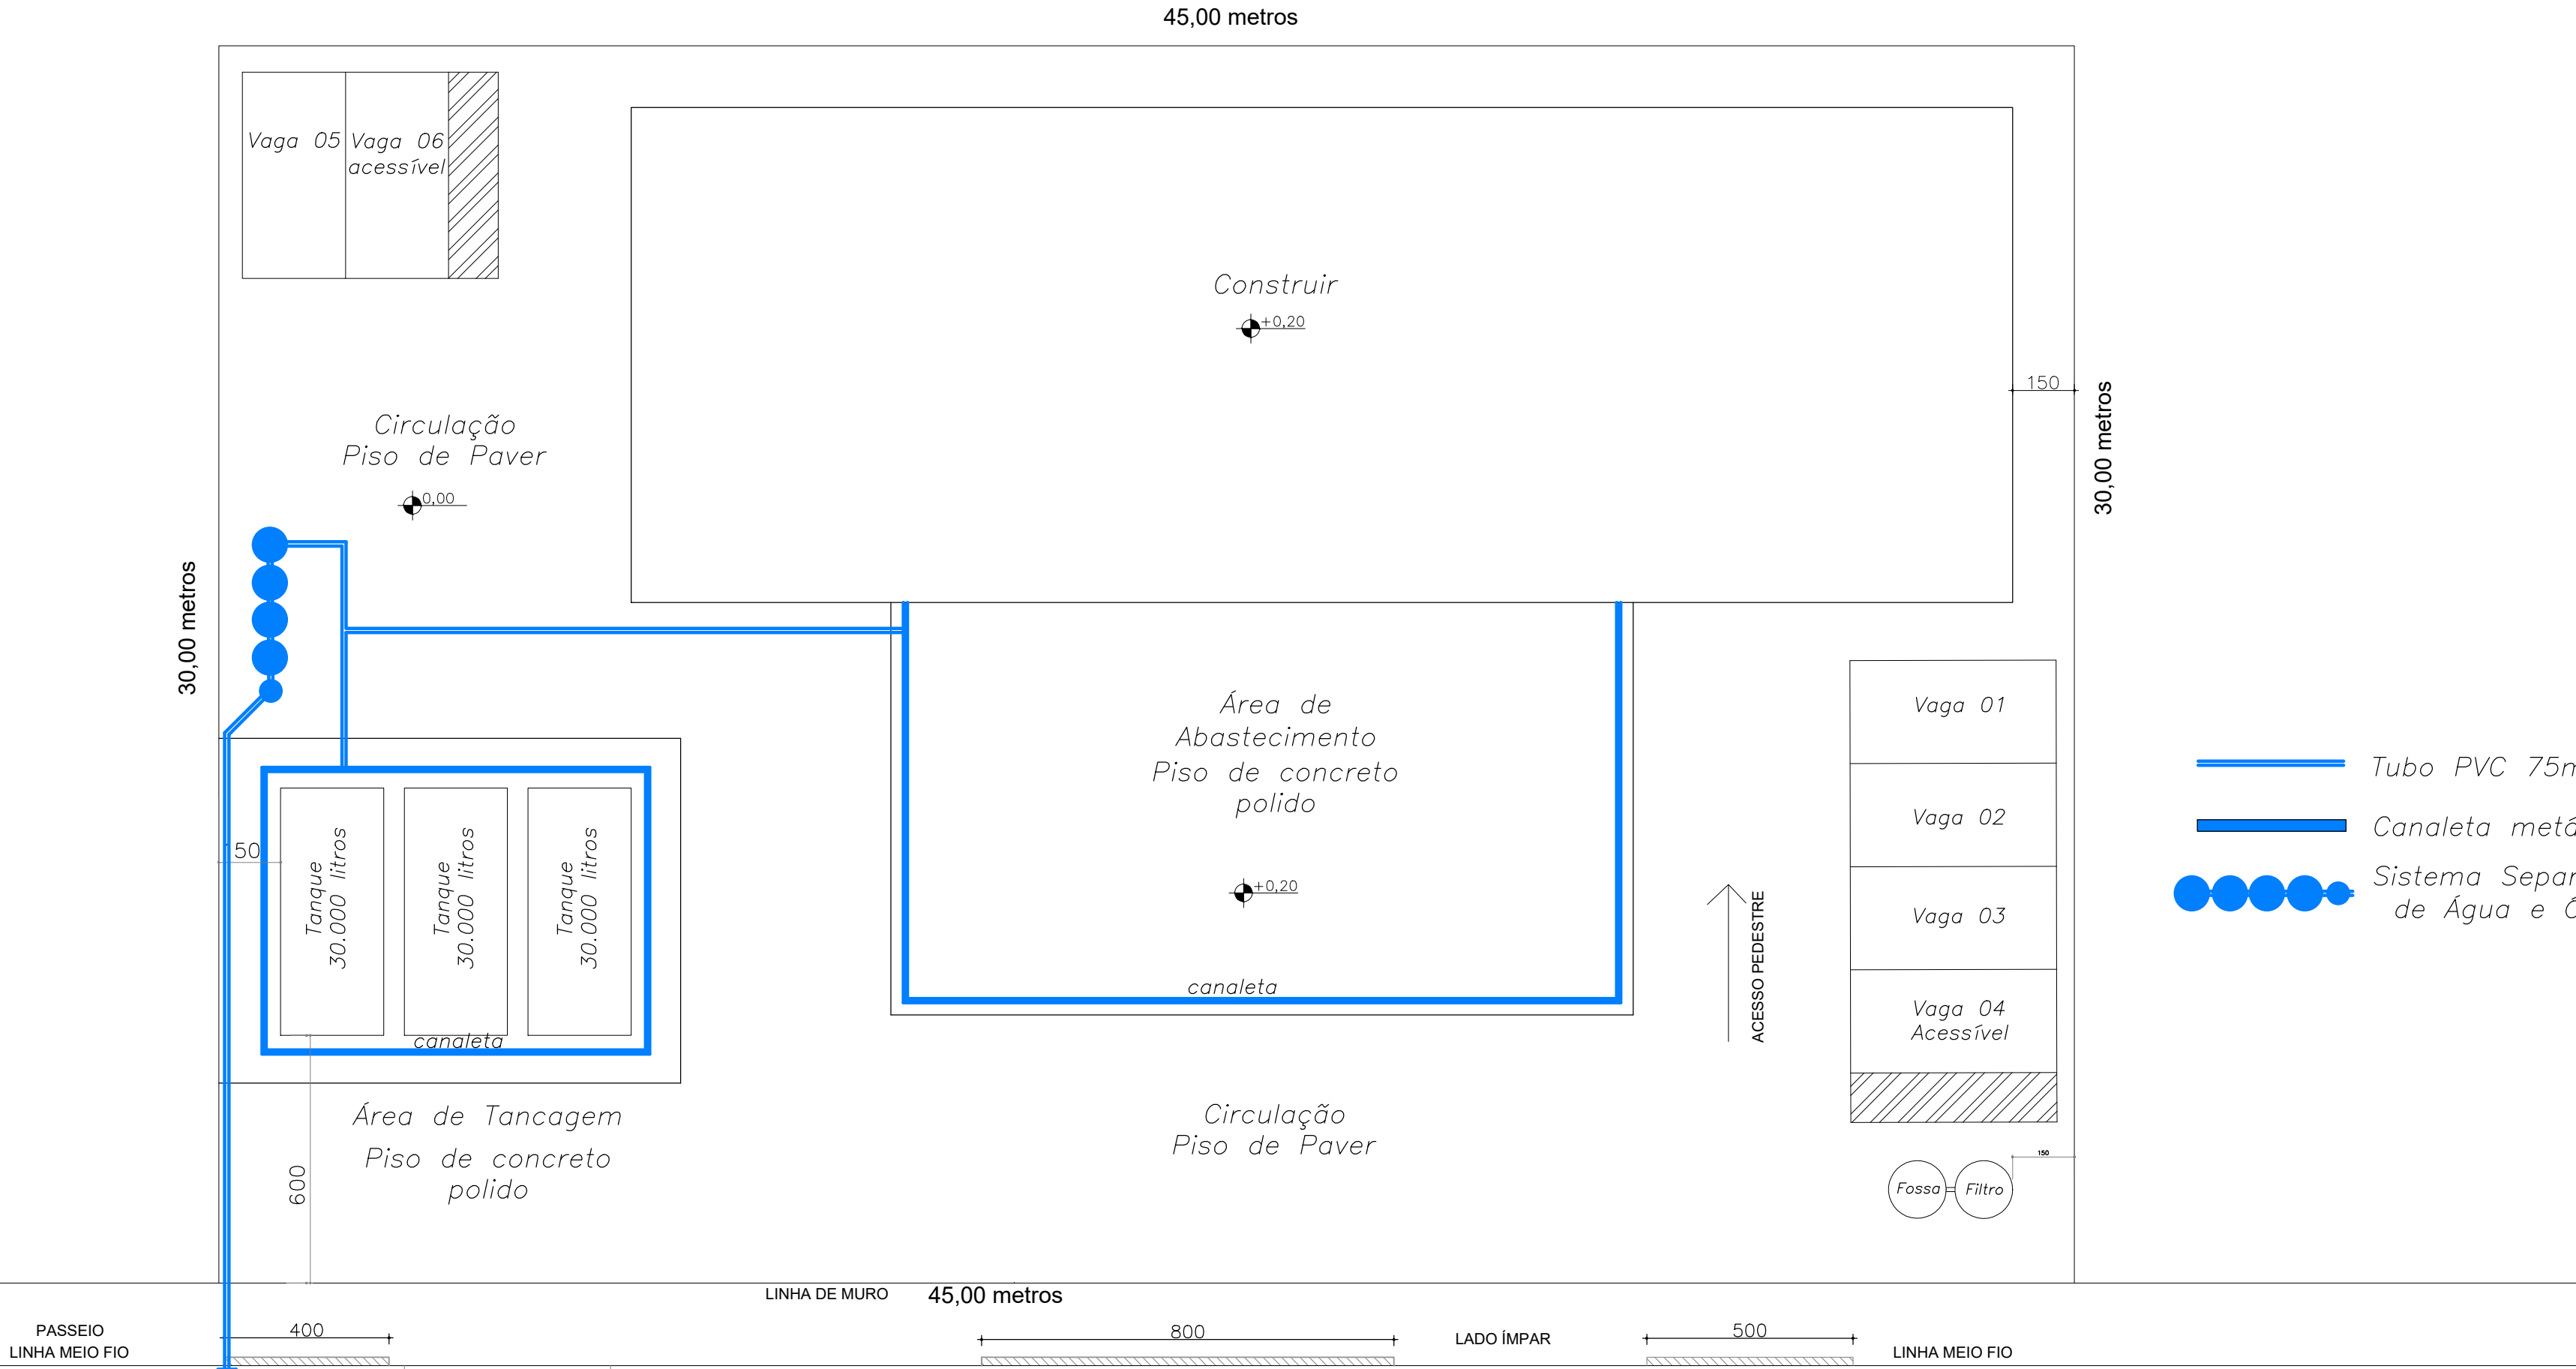 45,00 metros
Vaga 05
Vaga 06
acessível
Construir
+0,20
150
30,00 metros
Circulação
Piso de Paver
0,00
30,00 metros
Área de
Abastecimento
Piso de concreto
polido
+0,20
canaleta
Tanque
30.000 litros
Tanque
30.000 litros
Tanque
30.000 litros
150
canaleta
Área de Tancagem
Piso de concreto
polido
600
ACESSO PEDESTRE
Vaga 01
Vaga 02
Vaga 03
Vaga 04
Acessível
Tubo PVC
Canaleta
Sistema
de Água e
Circulação
Piso de Paver
150
Fossa
Filtro
LINHA DE MURO
45,00 metros
PASSEIO
LINHA MEIO FIO
400
800
LADO ÍMPAR
500
LINHA MEIO FIO